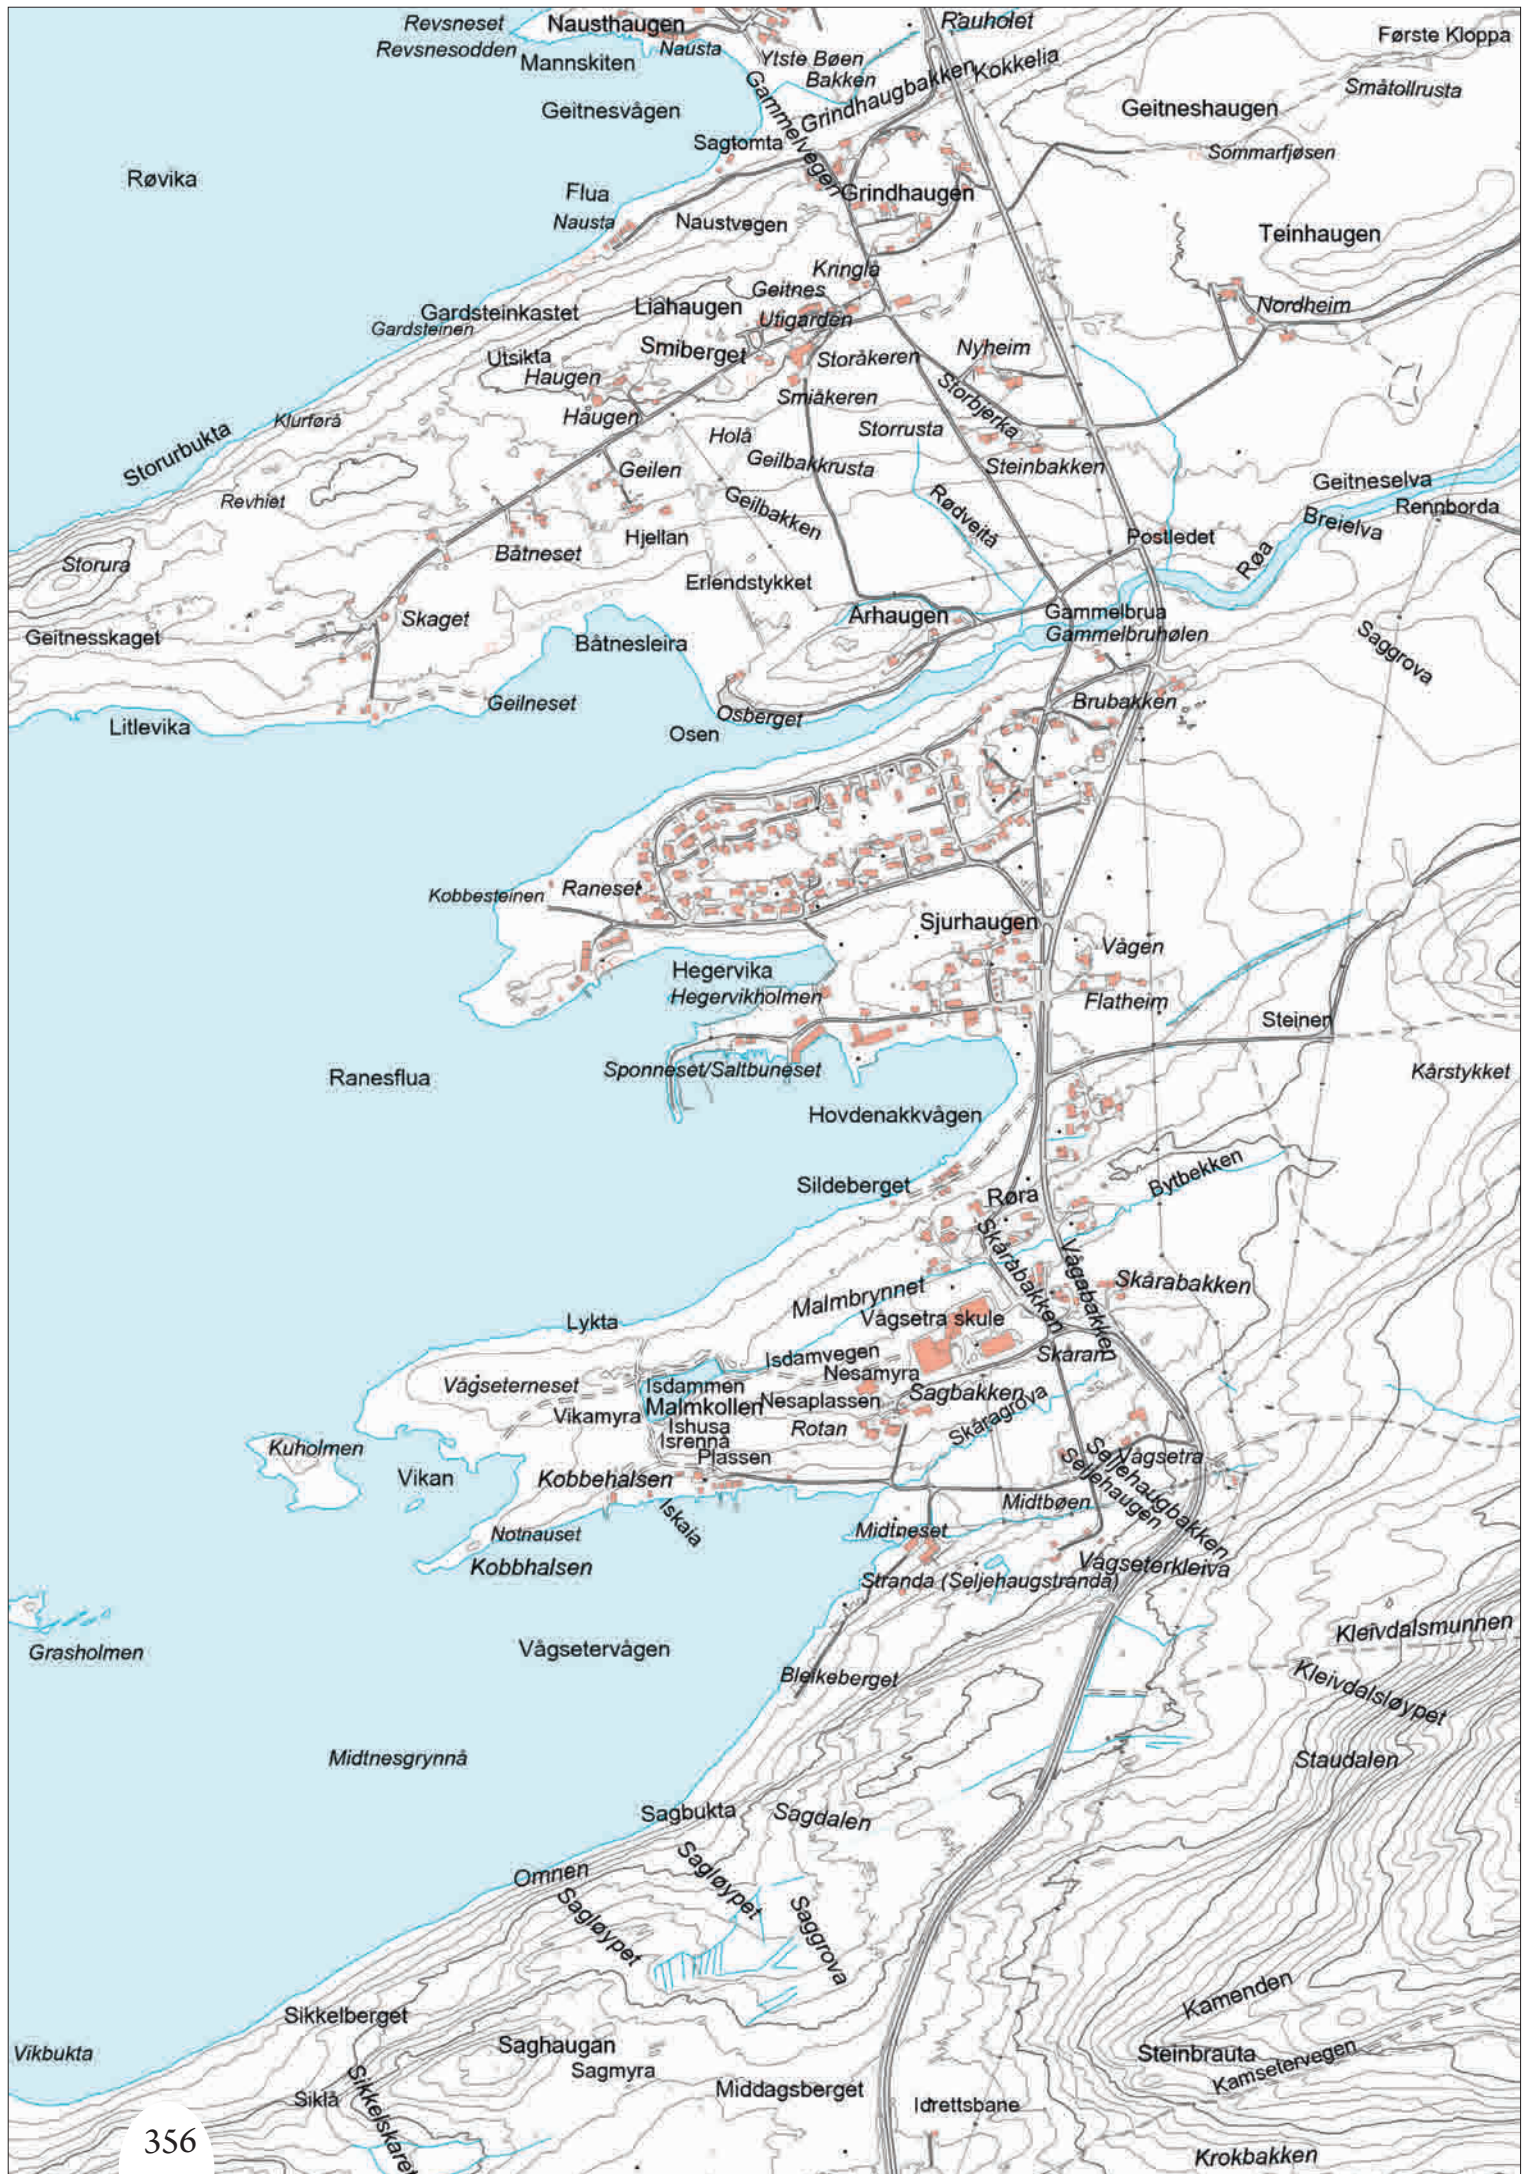 Revsneset
Nausthaugen
Rauholet
Revsnesodden
Nausta
Første Kloppa
Mannskiten
Ytste Bøen
Bakken
Kokkelia
Småtollrusta
Geitnesvågen
Gammelvegen
Grindhaugbakken
Geitneshaugen
Sagtomta
Sommarfjøsen
Røvika
Flua
Grindhaugen
Nausta
Naustvegen
Teinhaugen
Kringlå
Geitnes
Gardsteinkastet
Liahaugen
Nordheim
Gardsteinen
Utigarden
Smiberget
Utsikta
Storåkeren
Nyheim
Haugen
Smiåkeren
Storbjerka
Håugen
Klurførå
Storurbukta
Holå
Storrusta
Geilen
Geilbakkrusta
Steinbakken
Geitneselva
Revhiet
Geilbakken
Rødveitå
Rennborda
Breielva
Hjellan
Postledet
Båtneset
Storura
Røa
Erlendstykket
Skaget
Arhaugen
Gammelbrua
Geitnesskaget
Båtnesleira
Gammelbruhølen
Saggrova
Geilneset
Osberget
Brubakken
Litlevika
Osen
Kobbesteinen
Raneset
Sjurhaugen
Vågen
Hegervika
Hegervikholmen
Flatheim
Steinen
Ranesflua
Sponneset/Saltbuneset
Kårstykket
Hovdenakkvågen
Sildeberget
Røra
Bytbekken
Skårabakken
Vågabakken
Skårabakken
Malmbrynnet
Lykta
Vågsetra skule
Isdamvegen
Skåran
Vågseterneset
Isdammen
Nesamyra
Malmkollen
Nesaplassen
Sagbakken
Vikamyra
Ishusa
Rotan
Skåragrova
Isrennå
Kuholmen
Plassen
Seljehaugbakken
Vågsetra
Vikan
Kobbehalsen
Seljehaugen
Iskaia
Midtbøen
Notnauset
Midtneset
Kobbhalsen
Vågseterkleiva
Stranda (Seljehaugstranda)
Grasholmen
Vågsetervågen
Kleivdalsmunnen
Bleikeberget
Kleivdalsløypet
Midtnesgrynnå
Staudalen
Sagbukta
Sagdalen
Omnen
Sagløypet
Sagløypet
Saggrova
Kamenden
Sikkelberget
Saghaugan
Vikbukta
Sagmyra
Steinbrauta
Kamsetervegen
Siklå
Sikkelskaret
Middagsberget
Idrettsbane
356
Krokbakken